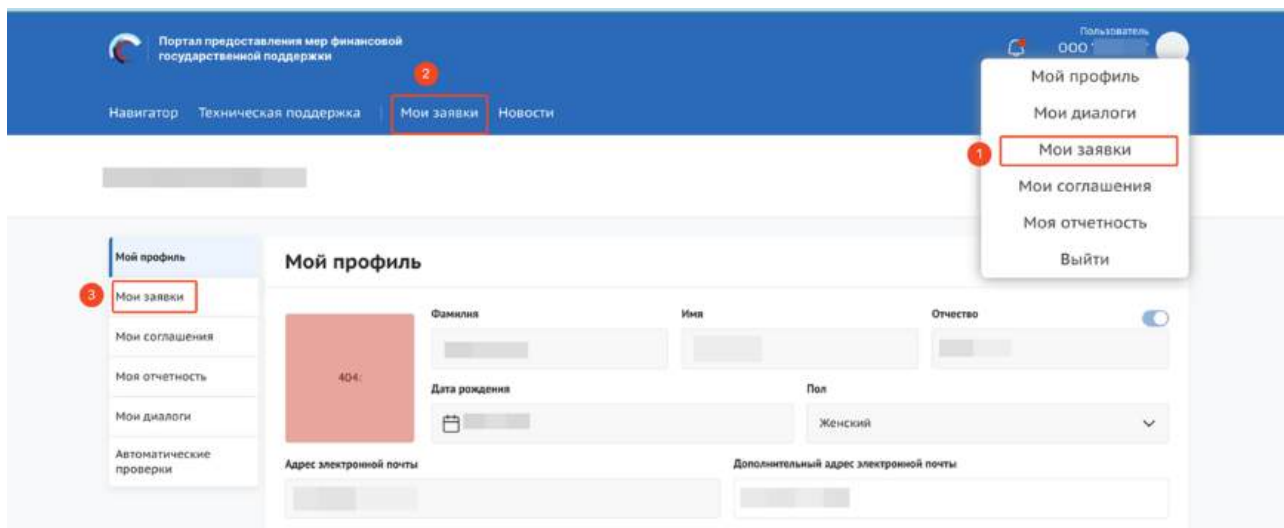 Портал предоставления мер финансовой
государственной поддержки
Пользователь
ООО "
2
Навигатор Техническая поддержка Мои заявки Новости
Мой профиль
Мои диалоги
1 Мои заявки
Мои соглашения
Моя отчетность
Выйти
Мой профиль
3 Мои заявки
Мои соглашения
Моя отчетность
Мои диалоги
Автоматические
проверки
Мой профиль
404:
Фамилия Имя Отчество
Дата рождения Пол
Женский
Адрес электронной почты Дополнительный адрес электронной почты